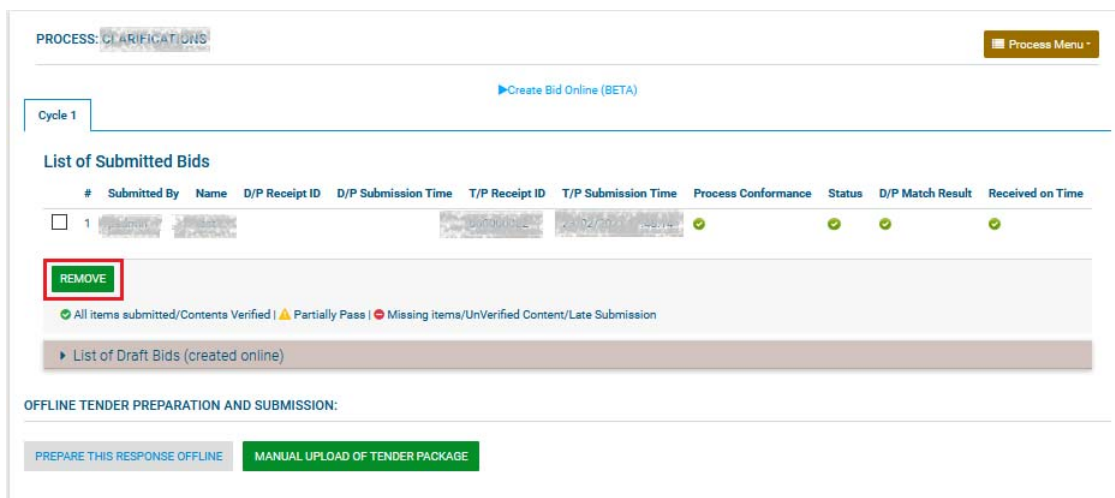 PROCESS: CLARIFICATIONS
Process Menu
Create Bid Online (BETA)
Cycle 1
List of Submitted Bids
# Submitted By Name D/P Receipt ID D/P Submission Time T/P Receipt ID T/P Submission Time Process Conformance Status D/P Match Result Received on Time
1
REMOVE
All items submitted/Contents Verified | Partially Pass | Missing items/UnVerified Content/Late Submission
List of Draft Bids (created online)
OFFLINE TENDER PREPARATION AND SUBMISSION:
PREPARE THIS RESPONSE OFFLINE MANUAL UPLOAD OF TENDER PACKAGE